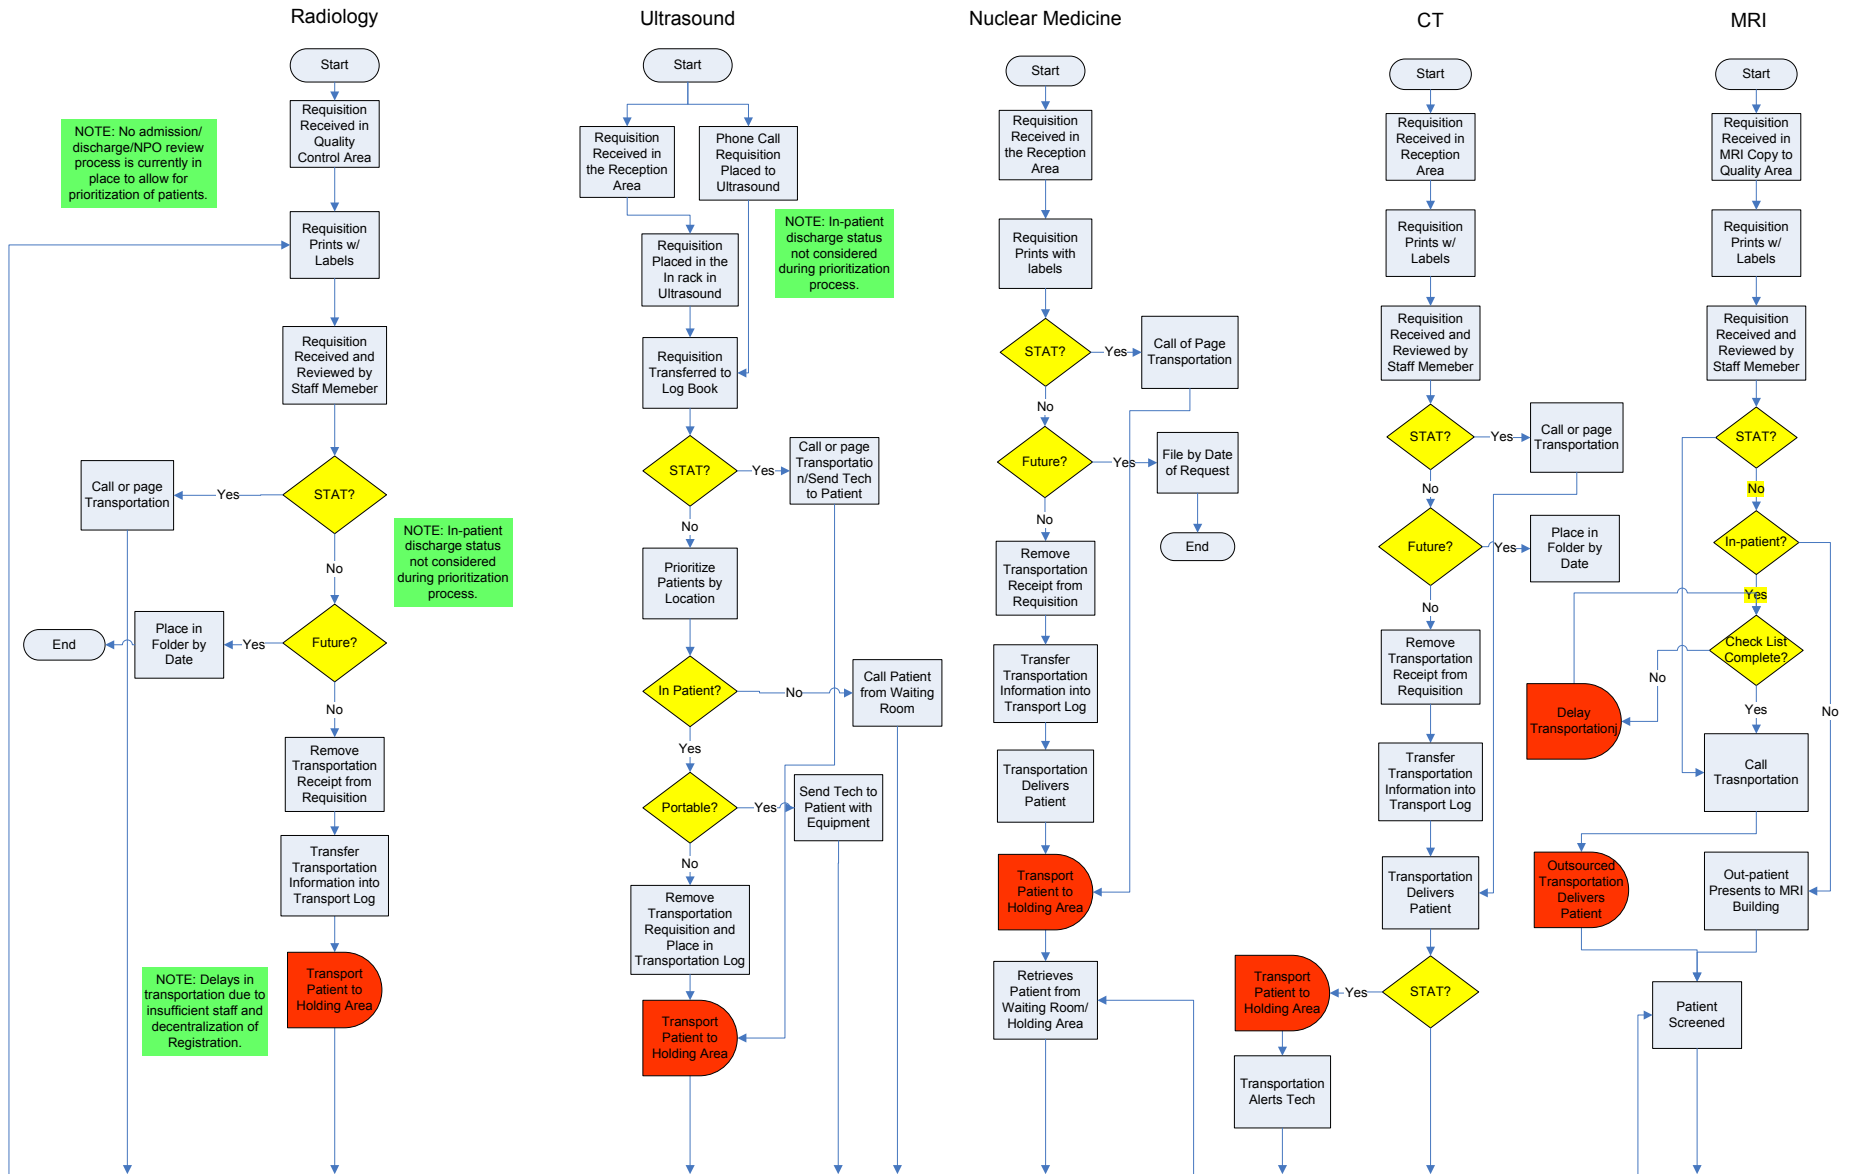 Radiology
Start
Requisition
Received in
Quality
Control Area
NOTE: No admission/
discharge/NPO review
process is currently in
place to allow for
prioritization of patients.
Requisition
Prints w/
Labels
Requisition
Received and
Reviewed by
Staff Memeber
STAT?
Yes
Call or page
Transportation
No
NOTE: In-patient
discharge status
not considered
during prioritization
process.
Future?
Yes
Place in
Folder by
Date
End
No
Remove
Transportation
Receipt from
Requisition
Transfer
Transportation
Information into
Transport Log
NOTE: Delays in
transportation due to
insufficient staff and
decentralization of
Registration.
Transport
Patient to
Holding Area
Ultrasound
Start
Requisition
Received in
the Reception
Area
Phone Call
Requisition
Placed to
Ultrasound
NOTE: In-patient
discharge status
not considered
during prioritization
process.
Requisition
Placed in the
In rack in
Ultrasound
Requisition
Transferred to
Log Book
STAT?
Yes
Call or page
Transportatio
n/Send Tech
to Patient
No
Prioritize
Patients by
Location
In Patient?
No
Call Patient
from Waiting
Room
Yes
Portable?
Yes
Send Tech to
Patient with
Equipment
No
Remove
Transportation
Requisition and
Place in
Transportation Log
Transport
Patient to
Holding Area
Nuclear Medicine
Start
Requisition
Received in
the Reception
Area
Requisition
Prints with
labels
STAT?
Yes
Call of Page
Transportation
No
Future?
Yes
File by Date
of Request
End
No
Remove
Transportation
Receipt from
Requisition
Transfer
Transportation
Information into
Transport Log
Transportation
Delivers
Patient
Transport
Patient to
Holding Area
Retrieves
Patient from
Waiting Room/
Holding Area
CT
Start
Requisition
Received in
Reception
Area
Requisition
Prints w/
Labels
Requisition
Received and
Reviewed by
Staff Memeber
STAT?
Yes
Call or page
Transportation
No
Future?
Yes
Place in
Folder by
Date
No
Remove
Transportation
Receipt from
Requisition
Transfer
Transportation
Information into
Transport Log
Transportation
Delivers
Patient
STAT?
Yes
Transport
Patient to
Holding Area
Transportation
Alerts Tech
MRI
Start
Requisition
Received in
MRI Copy to
Quality Area
Requisition
Prints w/
Labels
Requisition
Received and
Reviewed by
Staff Memeber
STAT?
No
In-patient?
Yes
Check List
Complete?
No
No
Delay
Transportationj
Yes
Call
Trasnportation
Outsourced
Transportation
Delivers
Patient
Out-patient
Presents to MRI
Building
Patient
Screened